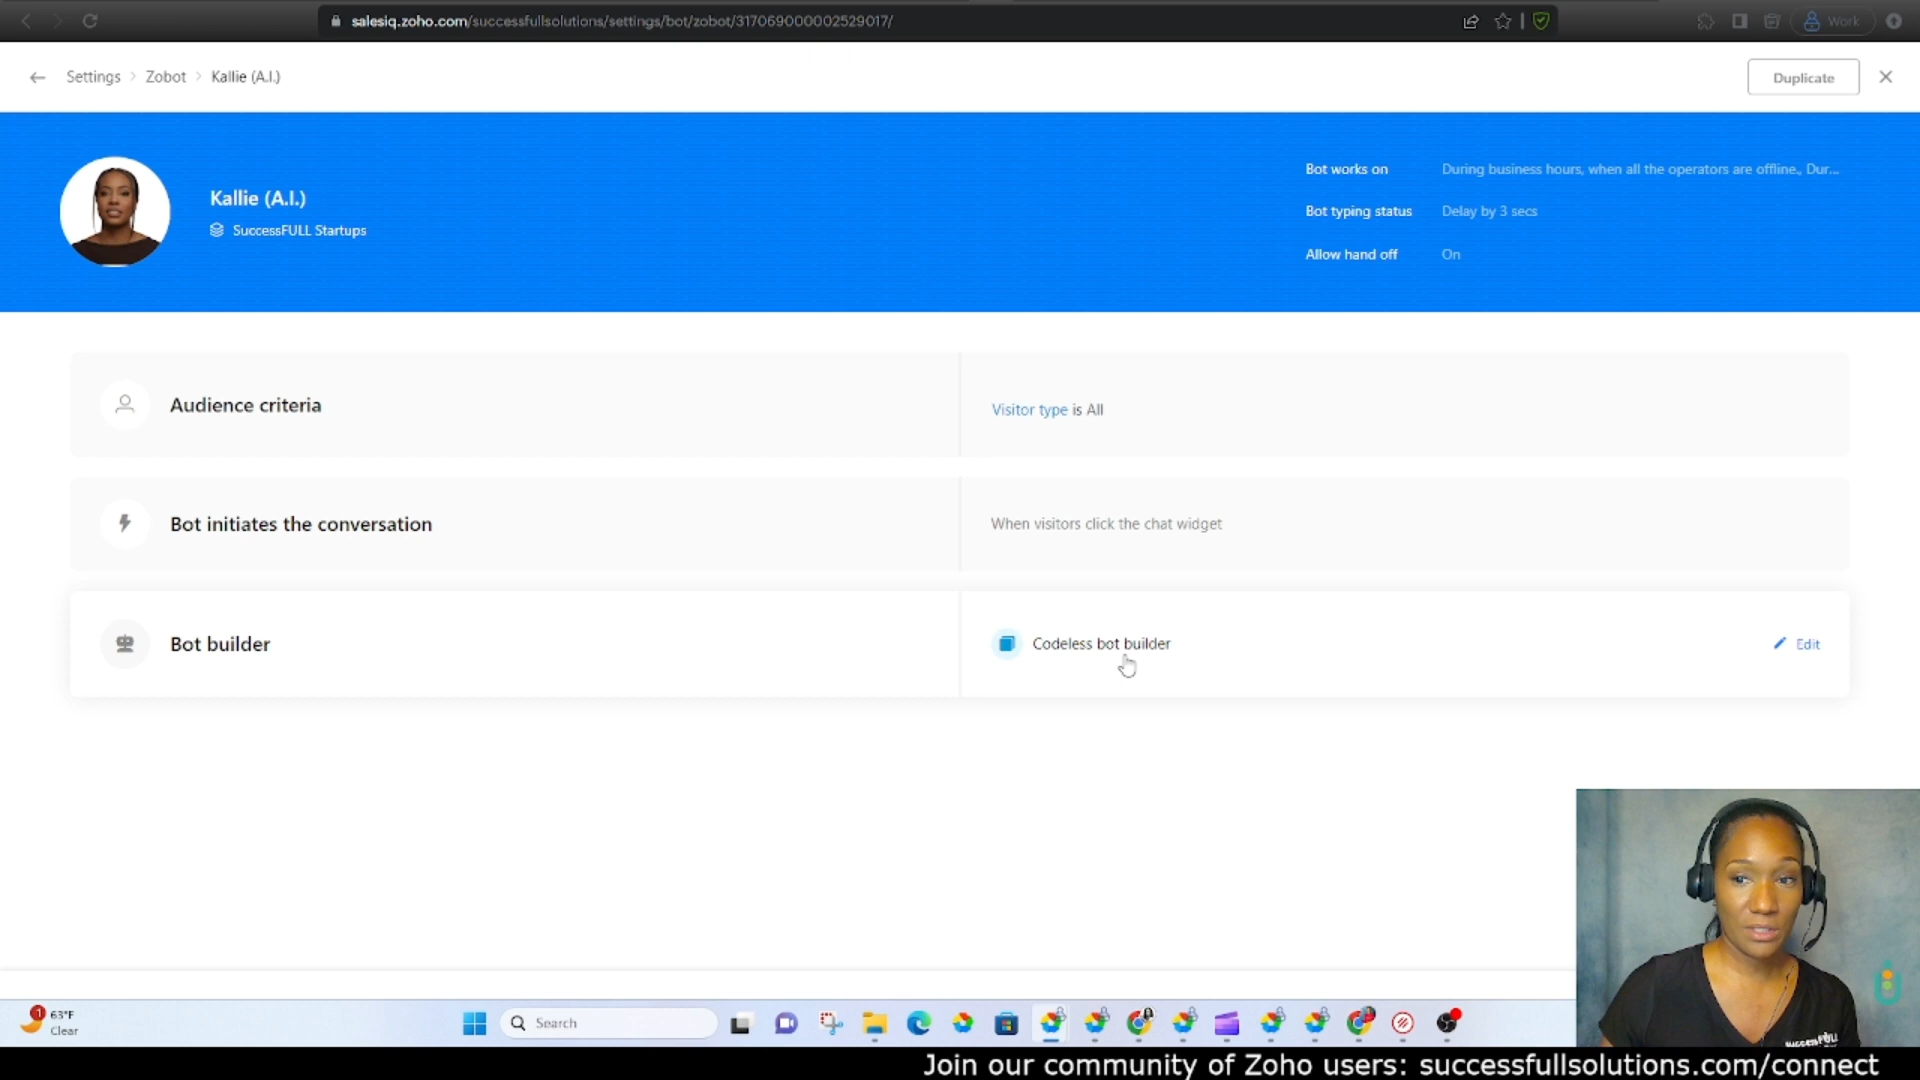 salesiq.zoho.com/successfullsolutions/settings/bot/zobot/317069000002529017/
Work
Settings > Zobot > Kallie (A.I.)
Duplicate
Kallie (A.I.)
SuccessFULL Startups
Bot works on During business hours, when all the operators are offline., Dur...
Bot typing status Delay by 3 secs
Allow hand off On
Audience criteria
Visitor type is All
Bot initiates the conversation
When visitors click the chat widget
Bot builder
Codeless bot builder
Edit
1
63°F
Clear
Search
Join our community of Zoho users: successfullsolutions.com/connect